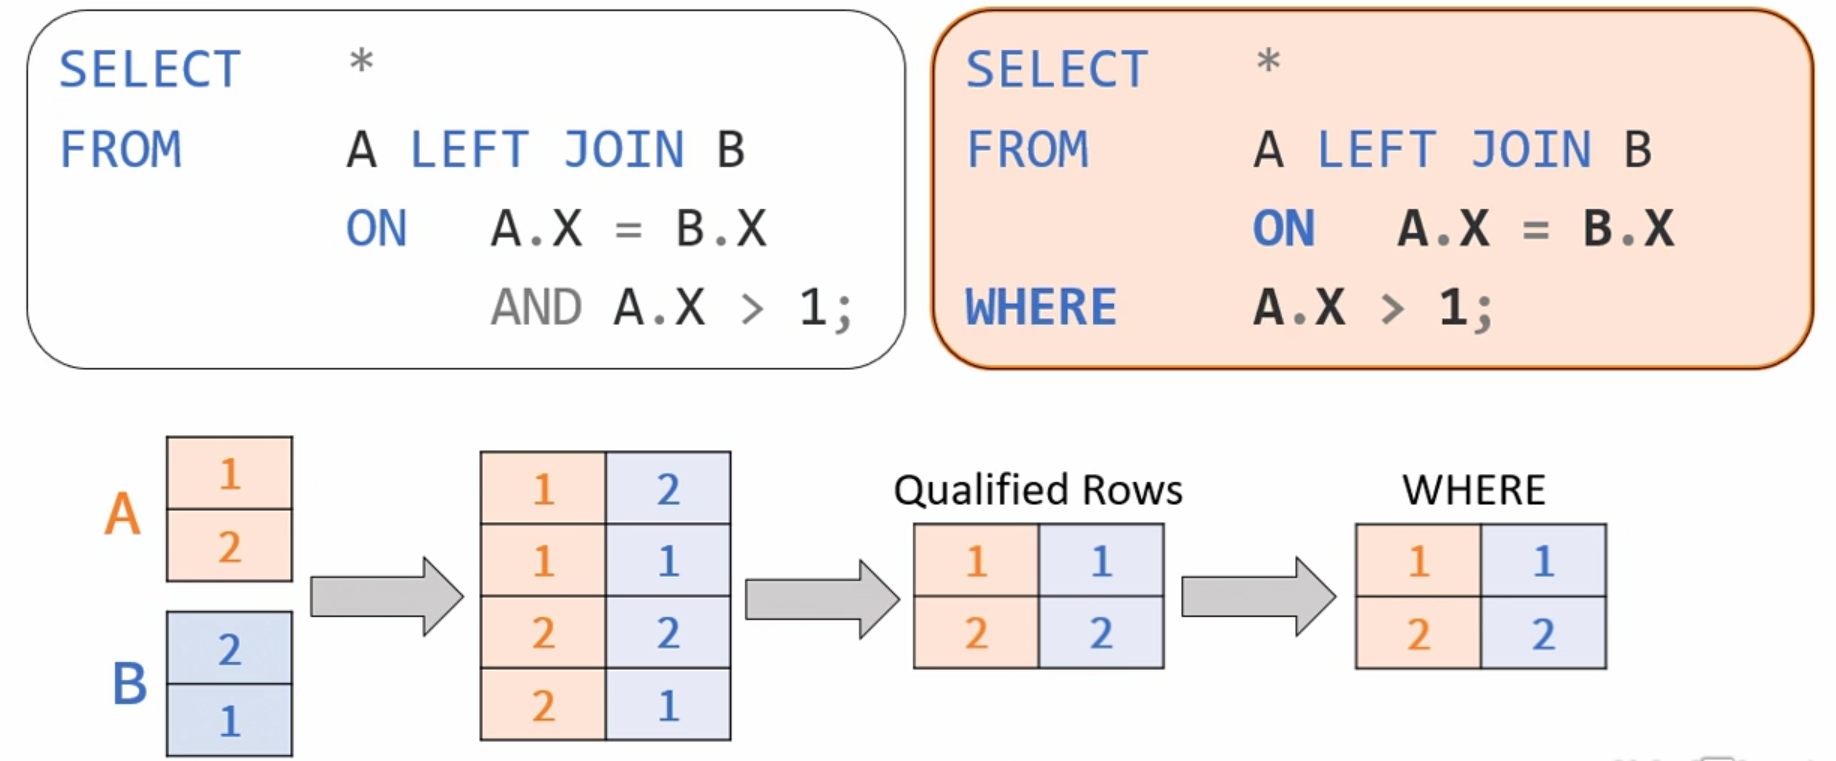 SELECT *
FROM A LEFT JOIN B
ON A.X = B.X
AND A.X > 1;
SELECT *
FROM A LEFT JOIN B
ON A.X = B.X
WHERE A.X > 1;
A
1
2
B
2
1
1 2
1 1
2 2
2 1
Qualified Rows
1 1
2 2
WHERE
1 1
2 2